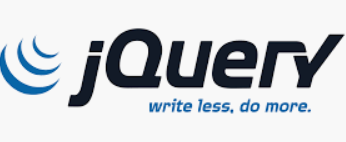 jQuery
write less, do more.